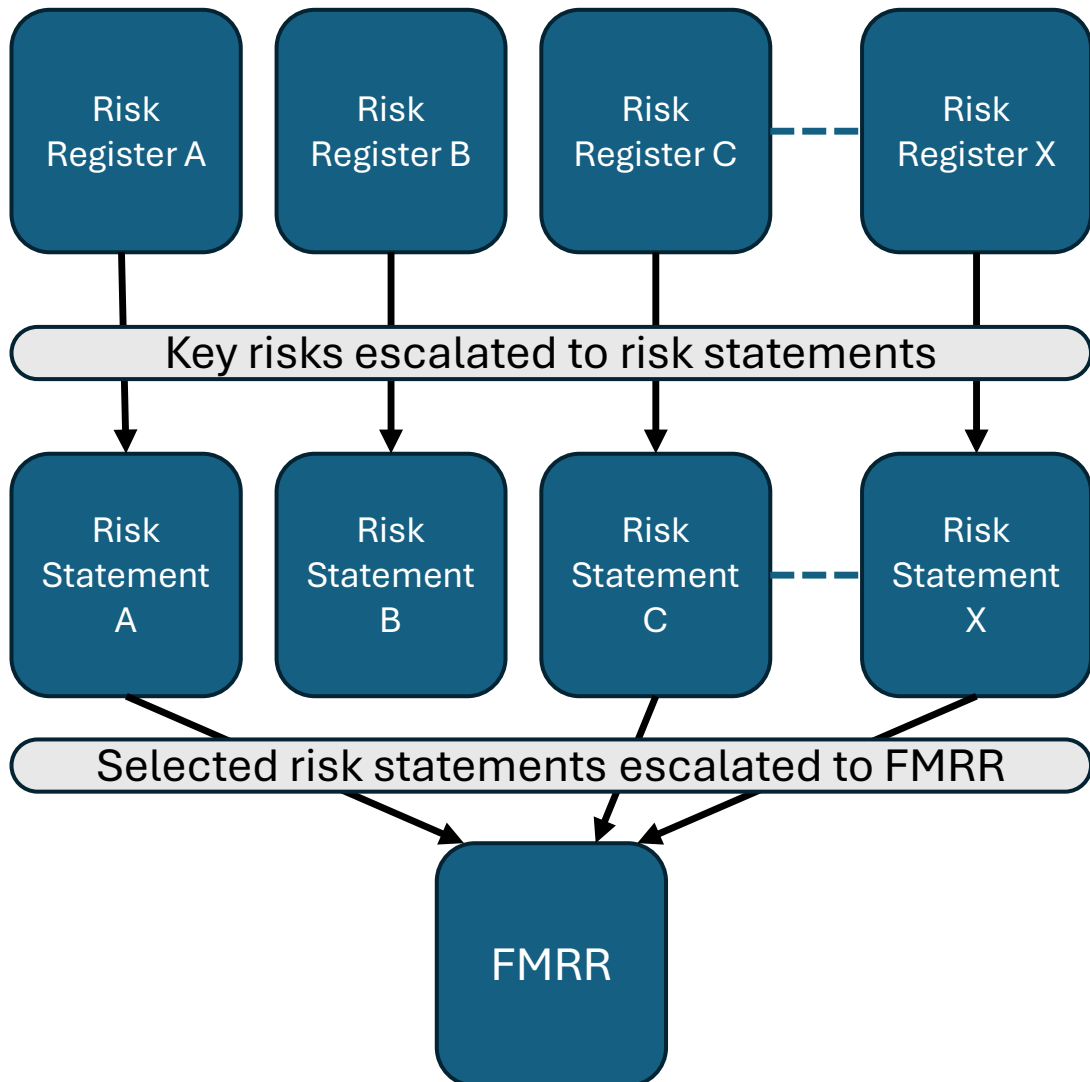 Risk
Register A
Risk
Register B
Risk
Register C
Risk
Register X
Key risks escalated to risk statements
Risk
Statement
A
Risk
Statement
B
Risk
Statement
C
Risk
Statement
X
Selected risk statements escalated to FMRR
FMRR